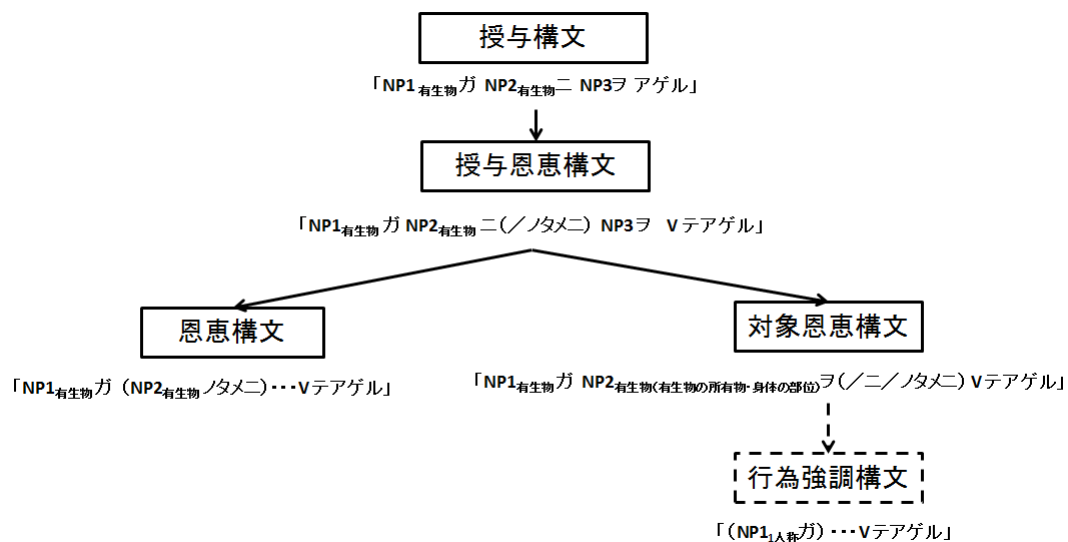 授与構文
「NP1有生物ガ NP2有生物ニ NP3ヲ アゲル」
授与恩恵構文
「NP1有生物ガ NP2有生物ニ(／ノタメニ) NP3ヲ Vテアゲル」
恩恵構文
「NP1有生物ガ (NP2有生物ノタメニ)･･･Vテアゲル」
対象恩恵構文
「NP1有生物ガ NP2有生物(有生物の所有物・身体の部位)ヲ(／ニ／ノタメニ) Vテアゲル」
行為強調構文
「(NP11人称ガ)･･･Vテアゲル」